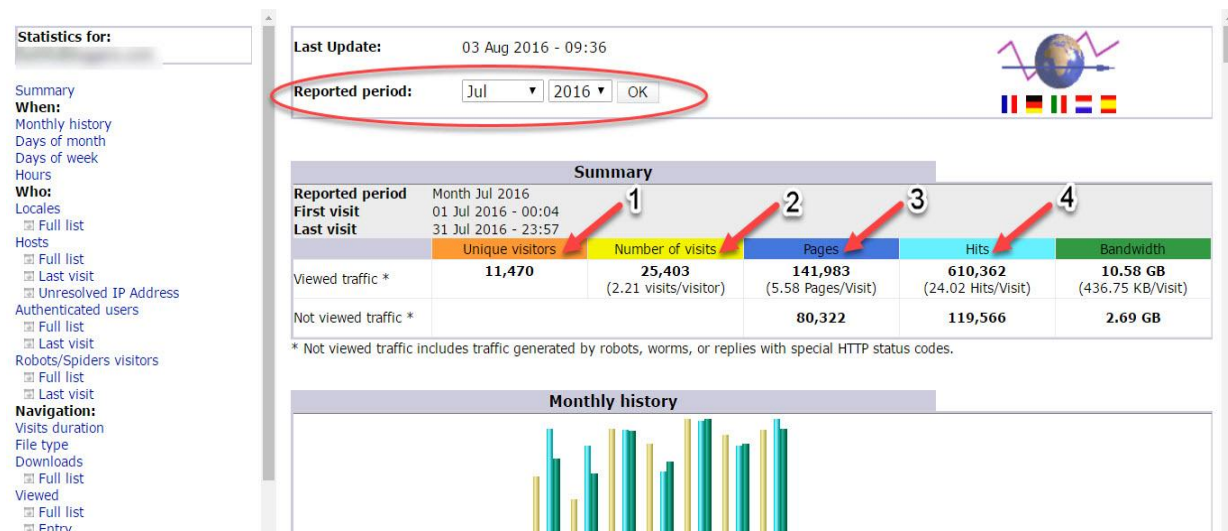 Statistics for:
Summary
When:
Monthly history
Days of month
Days of week
Hours
Who:
Locales
Full list
Hosts
Full list
Last visit
Unresolved IP Address
Authenticated users
Full list
Last visit
Robots/Spiders visitors
Full list
Last visit
Navigation:
Visits duration
File type
Downloads
Full list
Viewed
Full list
Entry
Last Update: 03 Aug 2016 - 09:36
Reported period: Jul 2016 OK
Summary
Reported period Month Jul 2016
First visit 01 Jul 2016 - 00:04
Last visit 31 Jul 2016 - 23:57
1 2 3 4
Unique visitors Number of visits Pages Hits Bandwidth
Viewed traffic * 11,470 25,403 141,983 610,362 10.58 GB
(2.21 visits/visitor) (5.58 Pages/Visit) (24.02 Hits/Visit) (436.75 KB/Visit)
Not viewed traffic * 80,322 119,566 2.69 GB
* Not viewed traffic includes traffic generated by robots, worms, or replies with special HTTP status codes.
Monthly history